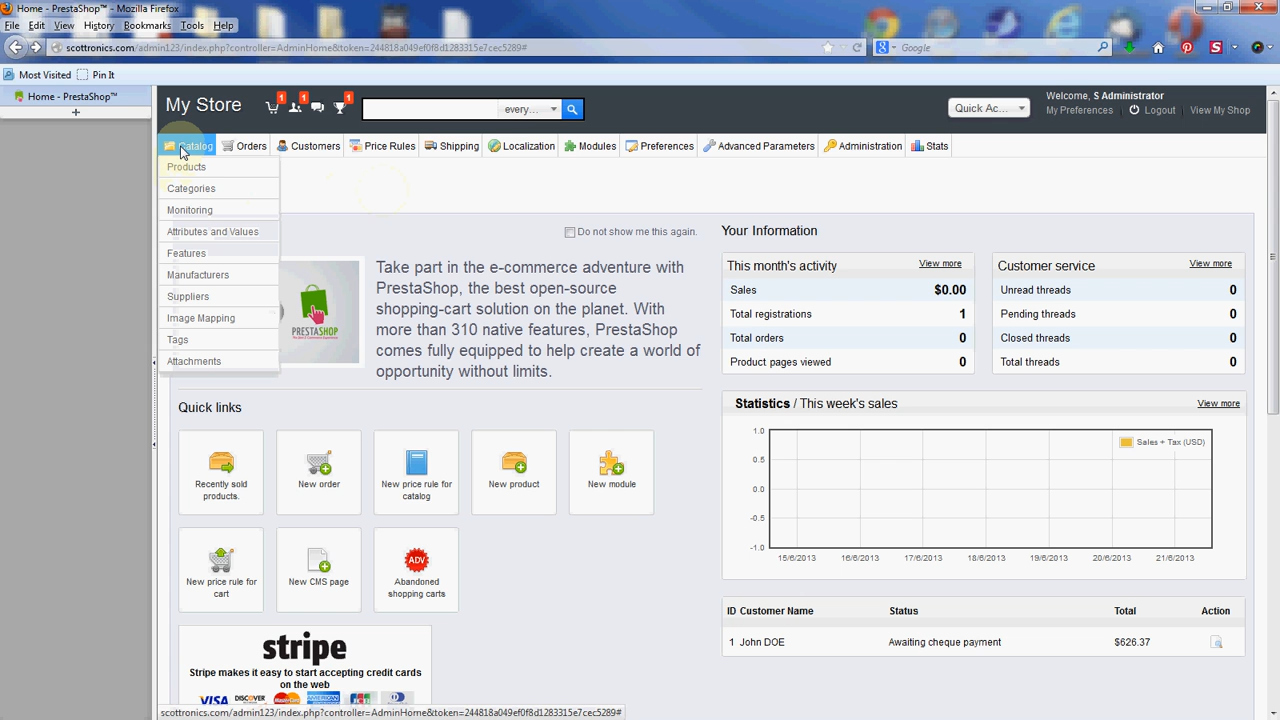 Home - PrestaShop™ - Mozilla Firefox
File Edit View History Bookmarks Tools Help
scottronics.com/admin123/index.php?controller=AdminHome&token=244818a049ef0f8d1283315e7cec5289#
Google
Most Visited Pin It
Home - PrestaShop™
My Store
1 1 1
every...
Quick Ac...
Welcome, S Administrator
My Preferences Logout View My Shop
Catalog Orders Customers Price Rules Shipping Localization Modules Preferences Advanced Parameters Administration Stats
Products
Categories
Monitoring
Attributes and Values
Features
Manufacturers
Suppliers
Image Mapping
Tags
Attachments
Do not show me this again.
PRESTASHOP
Take part in the e-commerce adventure with
PrestaShop, the best open-source
shopping-cart solution on the planet. With
more than 310 native features, PrestaShop
comes fully equipped to help create a world of
opportunity without limits.
Quick links
Recently sold
products.
New order
New price rule for
catalog
New product
New module
New price rule for
cart
New CMS page
ADV
Abandoned
shopping carts
stripe
Stripe makes it easy to start accepting credit cards
on the web
VISA DISCOVER MasterCard AMERICAN EXPRESS JCB
Your Information
This month's activity View more
Sales $0.00
Total registrations 1
Total orders 0
Product pages viewed 0
Customer service View more
Unread threads 0
Pending threads 0
Closed threads 0
Total threads 0
Statistics / This week's sales View more
Sales + Tax (USD)
1.0
0.5
0.0
-0.5
-1.0
15/6/2013 16/6/2013 17/6/2013 18/6/2013 19/6/2013 20/6/2013 21/6/2013
ID Customer Name Status Total Action
1 John DOE Awaiting cheque payment $626.37
scottronics.com/admin123/index.php?controller=AdminHome&token=244818a049ef0f8d1283315e7cec5289#